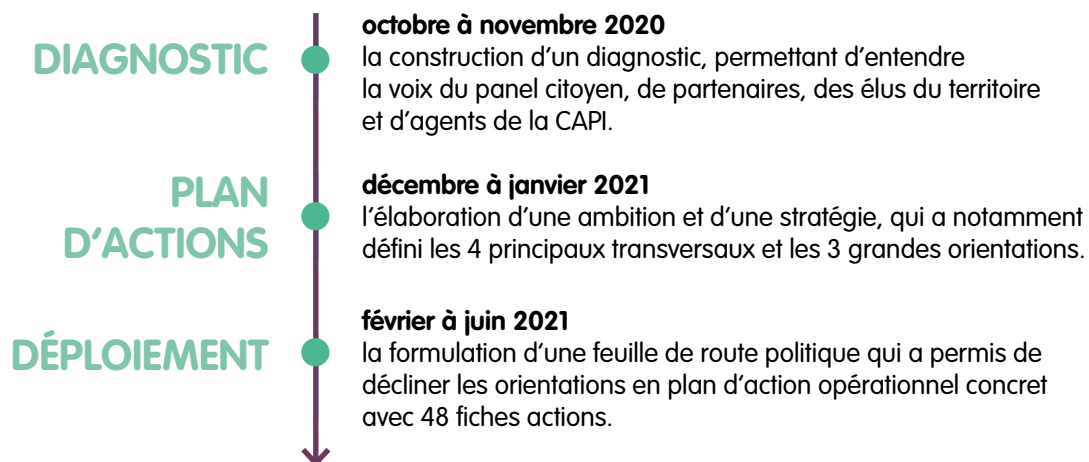 DIAGNOSTIC
octobre à novembre 2020
la construction d'un diagnostic, permettant d'entendre
la voix du panel citoyen, de partenaires, des élus du territoire
et d'agents de la CAPI.
PLAN
D'ACTIONS
décembre à janvier 2021
l'élaboration d'une ambition et d'une stratégie, qui a notamment
défini les 4 principaux transversaux et les 3 grandes orientations.
DÉPLOIEMENT
février à juin 2021
la formulation d'une feuille de route politique qui a permis de
décliner les orientations en plan d'action opérationnel concret
avec 48 fiches actions.